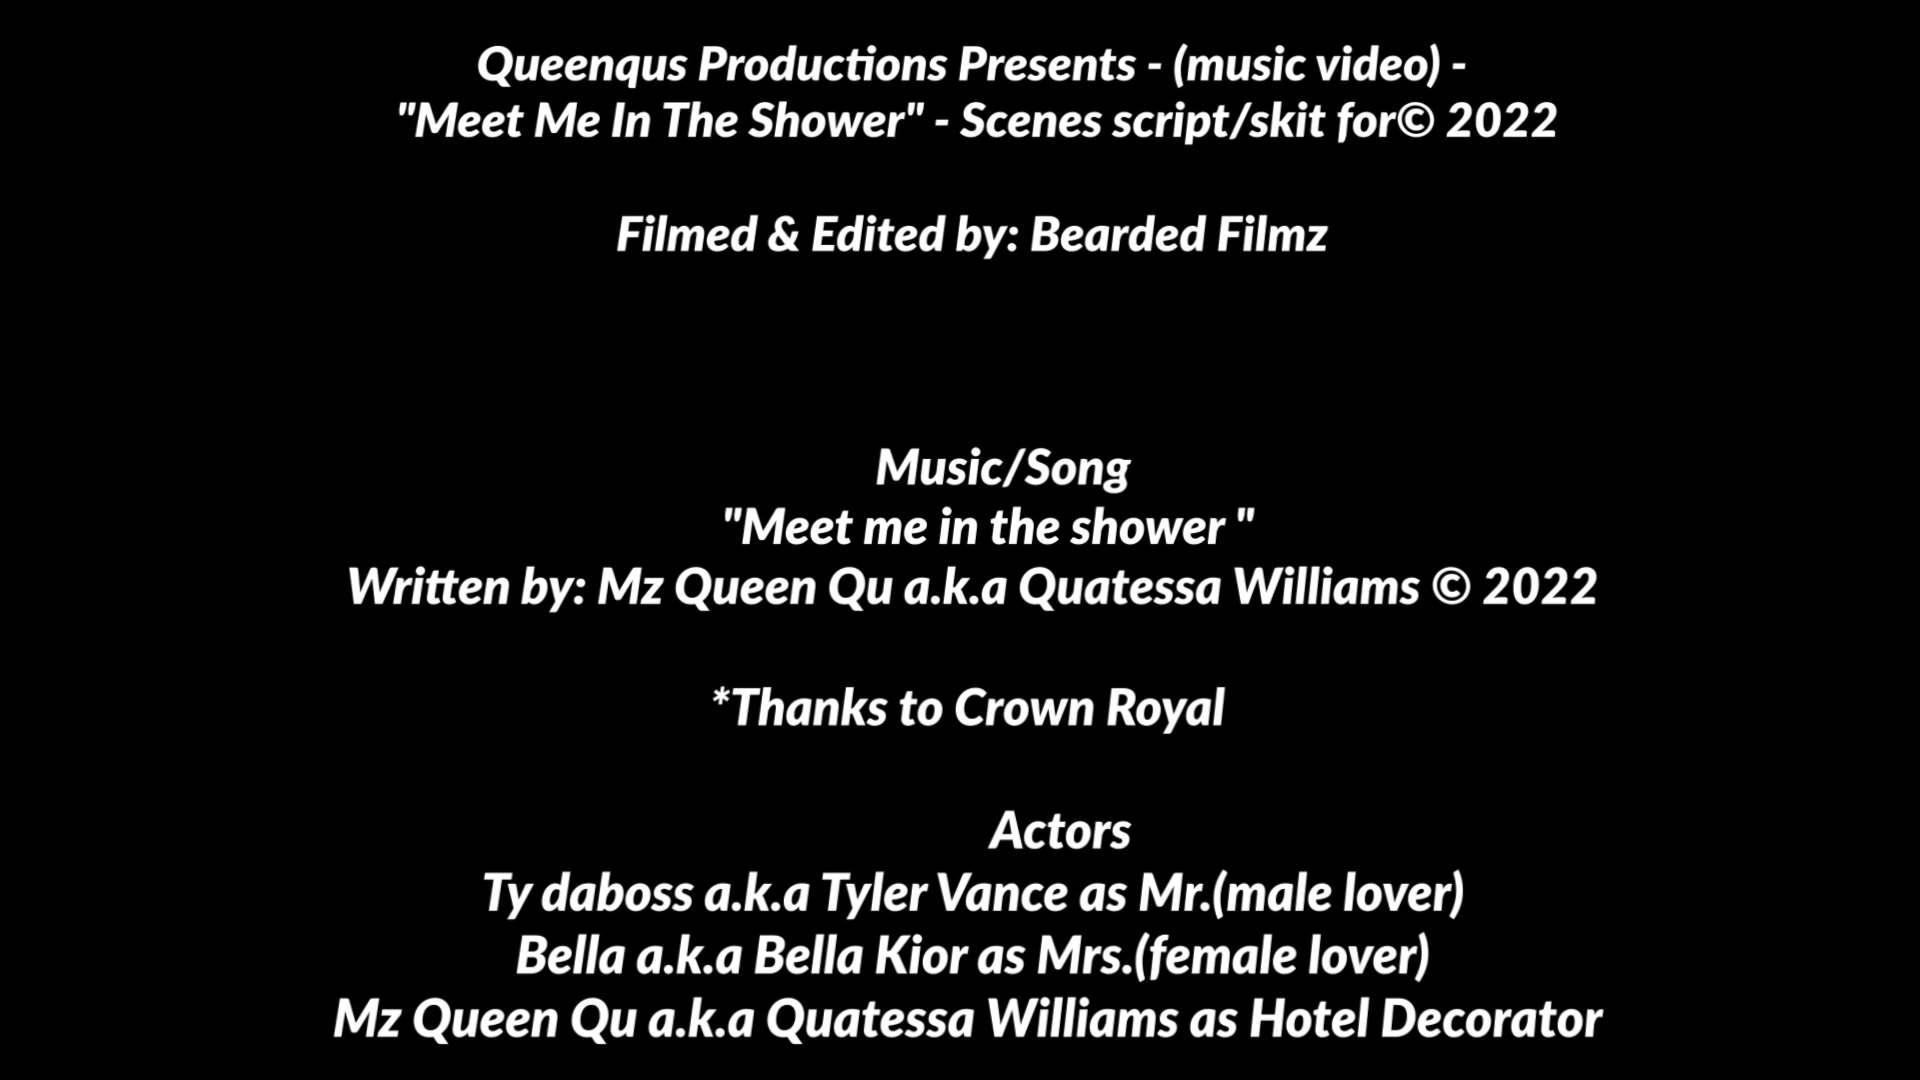 Queenqus Productions Presents - (music video) -
"Meet Me In The Shower" - Scenes script/skit for© 2022
Filmed & Edited by: Bearded Filmz
Music/Song
"Meet me in the shower "
Written by: Mz Queen Qu a.k.a Quatessa Williams © 2022
*Thanks to Crown Royal
Actors
Ty daboss a.k.a Tyler Vance as Mr.(male lover)
Bella a.k.a Bella Kior as Mrs.(female lover)
Mz Queen Qu a.k.a Quatessa Williams as Hotel Decorator